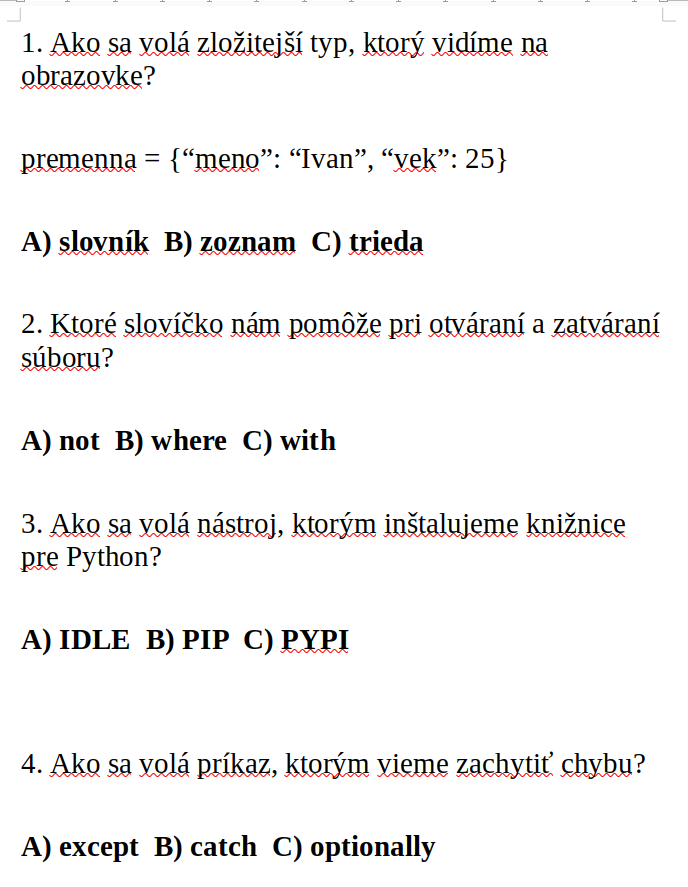 1. Ako sa volá zložitejší typ, ktorý vidíme na
obrazovke?
premenna = {“meno”: “Ivan”, “vek”: 25}
A) slovník  B) zoznam  C) trieda
2. Ktoré slovíčko nám pomôže pri otváraní a zatváraní
súboru?
A) not  B) where  C) with
3. Ako sa volá nástroj, ktorým inštalujeme knižnice
pre Python?
A) IDLE  B) PIP  C) PYPI
4. Ako sa volá príkaz, ktorým vieme zachytiť chybu?
A) except  B) catch  C) optionally